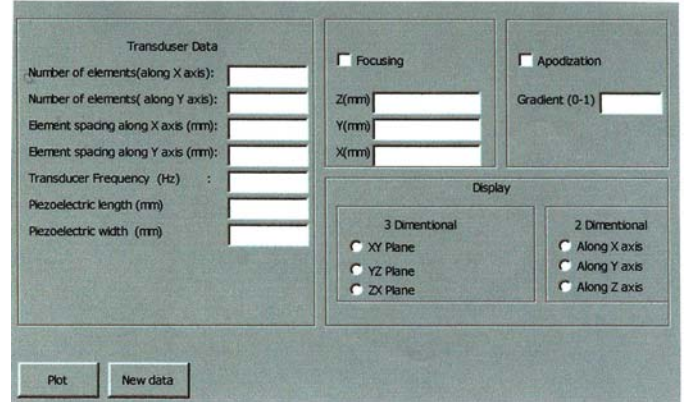 Transduser Data
Number of elements(along X axis):
Number of elements( along Y axis):
Element spacing along X axis (mm):
Element spacing along Y axis (mm):
Transducer Frequency (Hz) :
Piezoelectric length (mm)
Piezoelectric width (mm)
Focusing
Z(mm)
Y(mm)
X(mm)
Apodization
Gradient (0-1)
Display
3 Dimentional
XY Plane
YZ Plane
ZX Plane
2 Dimentional
Along X axis
Along Y axis
Along Z axis
Plot
New data